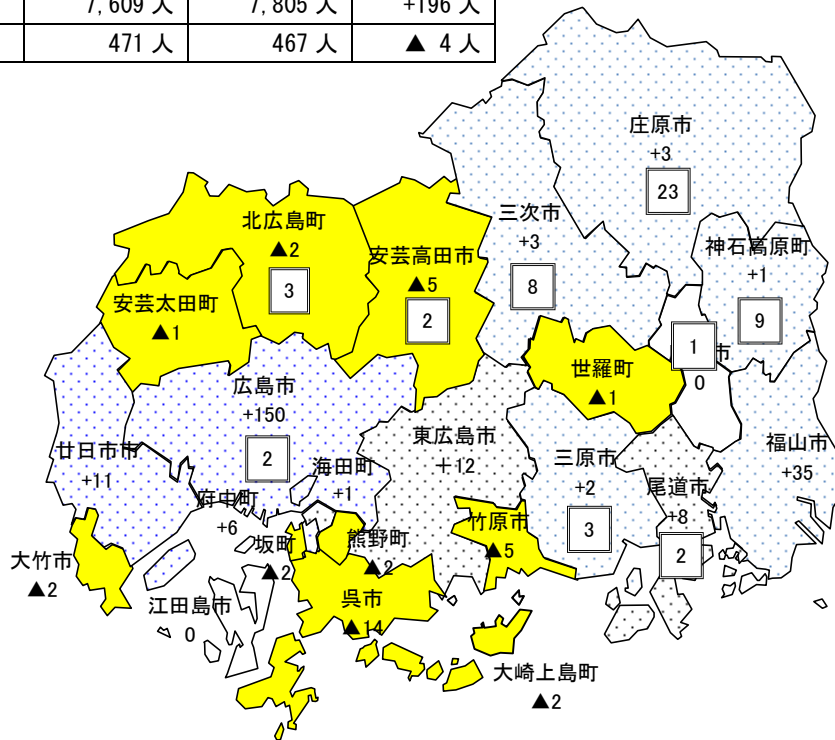 7,609 人 7,805 人 +196 人
471 人 467 人 ▲ 4 人
庄原市
+3
23
三次市
+3
8
神石高原町
+1
9
北広島町
▲2
3
安芸高田市
▲5
2
安芸太田町
▲1
1
市
0
世羅町
▲1
広島市
+150
2
東広島市
+12
三原市
+2
3
福山市
+35
尾道市
+8
2
廿日市市
+11
海田町
+1
府中町
+6
竹原市
▲5
坂町
▲2
熊野町
▲2
大竹市
▲2
江田島市
0
呉市
▲14
大崎上島町
▲2